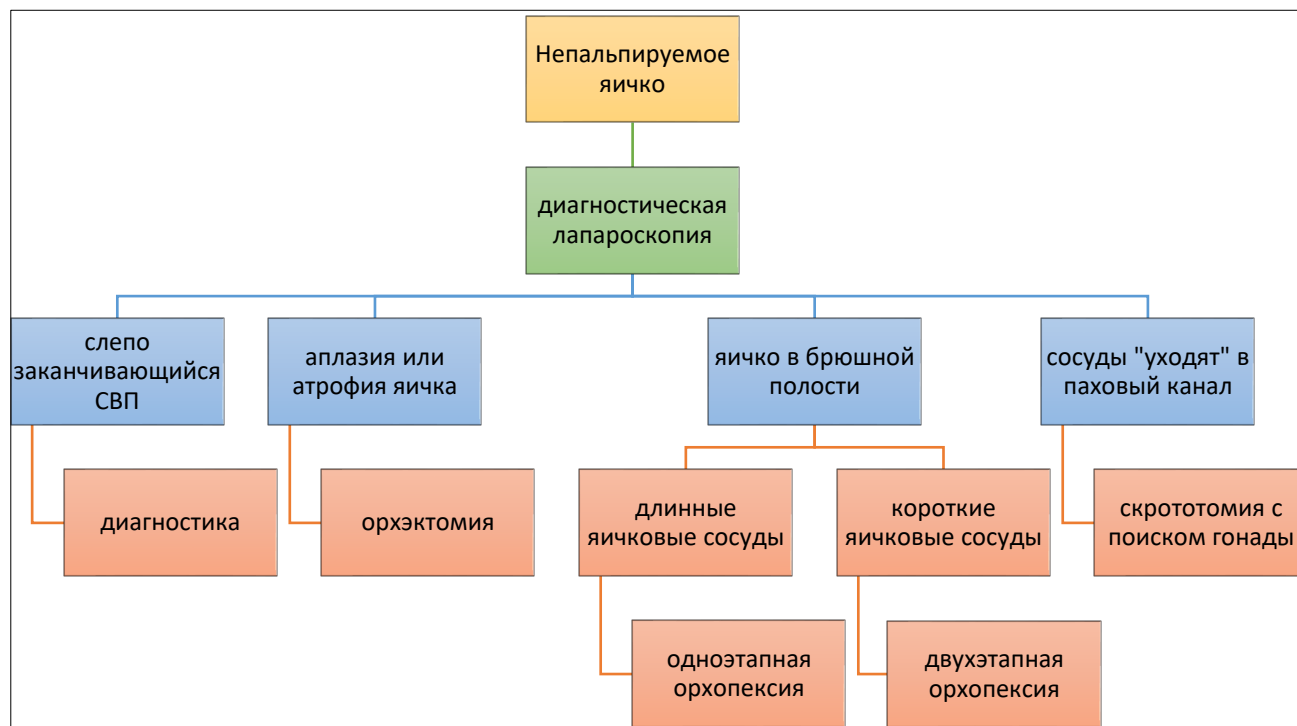 Непальпируемое
яичко
диагностическая
лапароскопия
слепо
заканчивающийся
СВП
аплазия или
атрофия яичка
яичко в брюшной
полости
сосуды "уходят" в
паховый канал
диагностика
орхэктомия
длинные
яичковые сосуды
короткие
яичковые сосуды
скрототомия с
поиском гонады
одноэтапная
орхопексия
двухэтапная
орхопексия